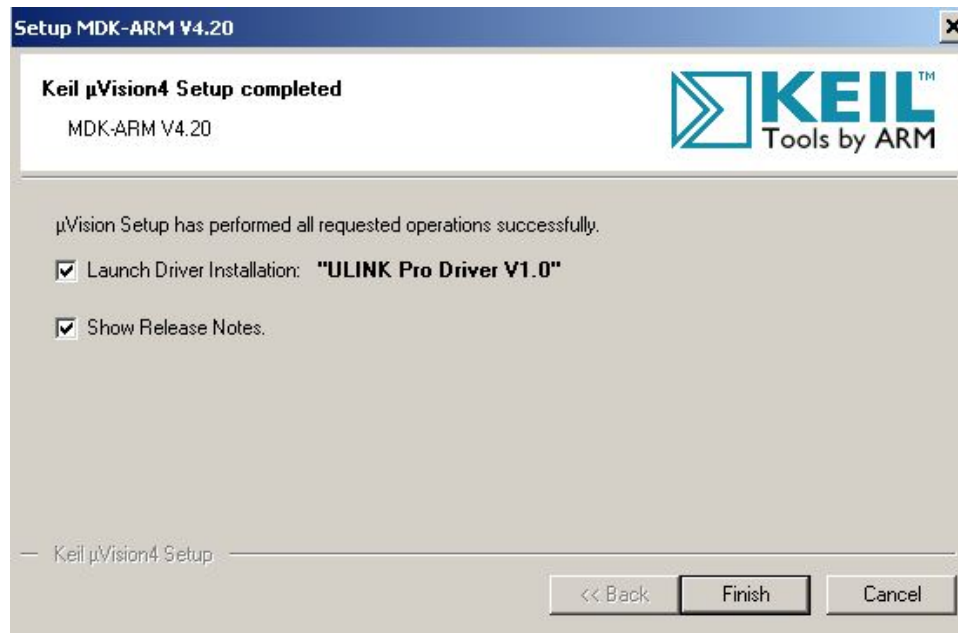 Setup MDK-ARM V4.20
Keil µVision4 Setup completed
MDK-ARM V4.20
KEIL™
Tools by ARM
µVision Setup has performed all requested operations successfully.
Launch Driver Installation: "ULINK Pro Driver V1.0"
Show Release Notes.
Keil µVision4 Setup
<< Back Finish Cancel